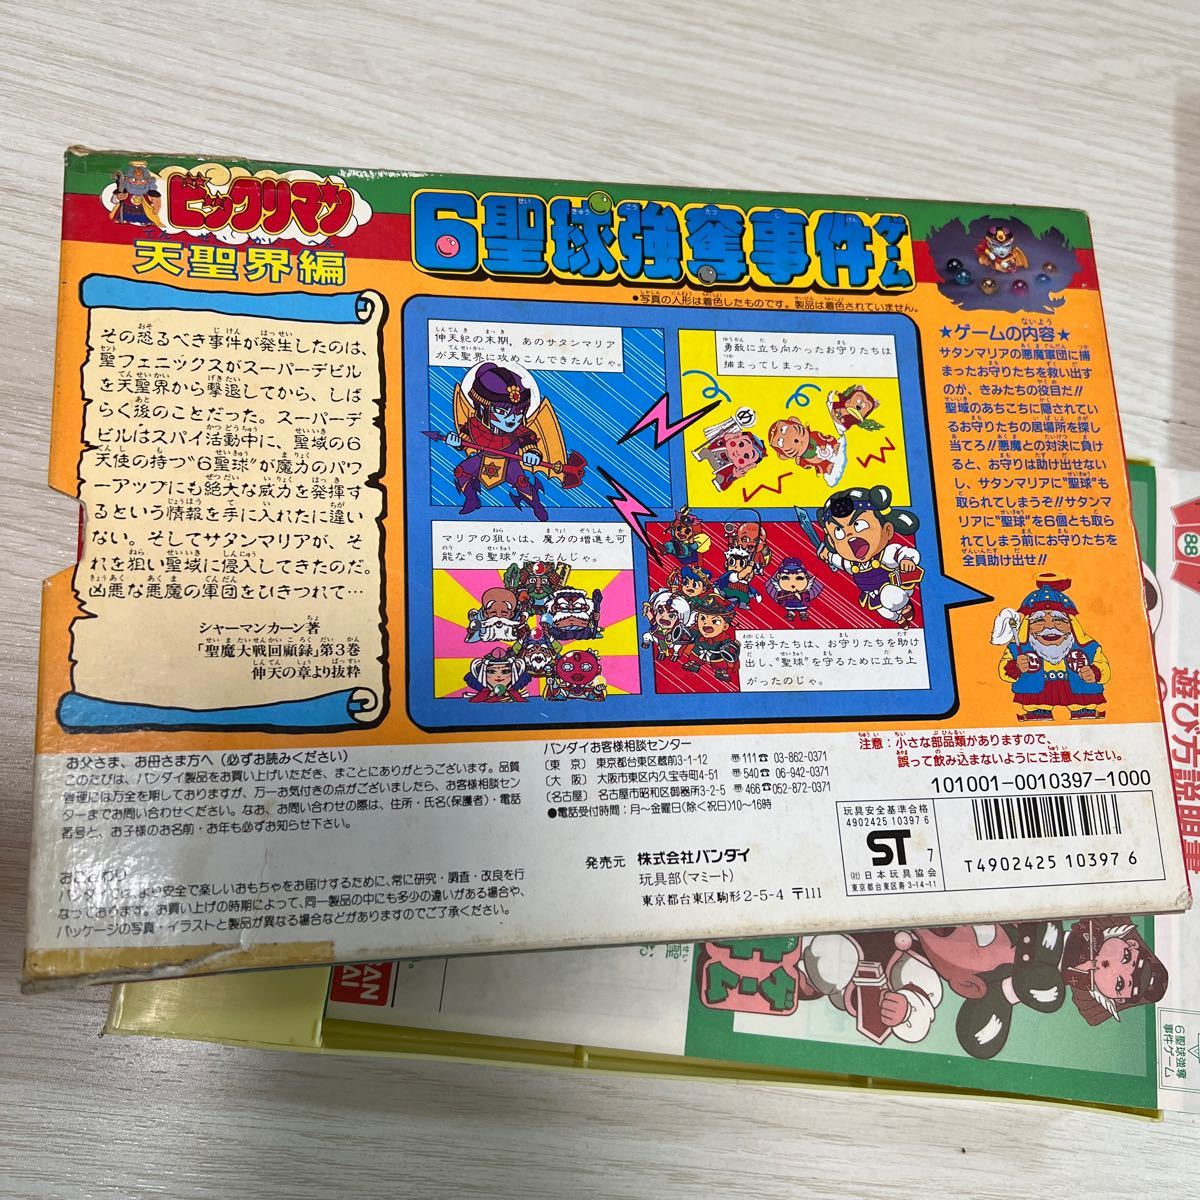 ビックリマン
てんせいかいへん
天聖界編
6聖球強奪事件ゲーム
せいきゅうごうだつじけん
●写真の人形は着色したものです。製品は着色されていません。
その恐るべき事件が発生したのは、
聖フェニックスがスーパーデビル
を天聖界から撃退してから、しば
らく後のことだった。スーパーデ
ビルはスパイ活動中に、聖域の6
天使の持つ“6聖球”が魔力のパワ
ーアップにも絶大な威力を発揮す
るという情報を手に入れたに違い
ない。そしてサタンマリアが、そ
れを狙い聖域に侵入してきたのだ。
凶悪な悪魔の軍団をひきつれて…
シャーマンカーン著
「聖魔大戦回顧録」第3巻
伸天の章より抜粋
伸天紀の末期、あのサタンマリア
が天聖界に攻めこんできたんじゃ。
勇敢に立ち向かったお守りたちは
捕まってしまった。
マリアの狙いは、魔力の増進も可
能な“6聖球”だったんじゃ。
若神子たちは、お守りたちを助け
出し、“聖球”を守るために立ち上
がったのじゃ。
★ゲームの内容★
サタンマリアの悪魔軍団に捕
まったお守りたちを救い出す
のが、きみたちの役目だ!!
聖域のあちこちに隠されてい
るお守りたちの居場所を探し
当てろ!!悪魔との対決に負け
ると、お守りは助け出せない
し、サタンマリアに“聖球”も
取られてしまうぞ!!サタンマ
リアに“聖球”を6個とも取ら
れてしまう前にお守りたちを
全員助け出せ!!
お父さま、お母さま方へ(必ずお読みください)
このたびは、バンダイ製品をお買い上げいただき、まことにありがとうございます。品質
管理には万全を期しておりますが、万一お気付きの点がございましたら、お客様相談セン
ターまでお問い合わせください。なお、お問い合わせの際は、住所・氏名(保護者)・電話
番号と、お子様のお名前・お年も必ずお知らせ下さい。
おことわり
バンダイでは、より安全で楽しいおもちゃをお届けするために、常に研究・調査・改良を行
なっております。お買い上げの時期によって、同一製品の中にも多少の違いがある場合や、
パッケージの写真・イラストと製品が異なる場合などがありますのでご了承ください。
バンダイお客様相談センター
(東 京) 東京都台東区蔵前3-1-12 〒111☎ 03-862-0371
(大 阪) 大阪市東区内久宝寺町4-51 〒540☎ 06-942-0371
(名古屋) 名古屋市昭和区御器所3-2-5 〒466☎052-872-0371
●電話受付時間:月~金曜日(除く祝日)10~16時
発売元 株式会社バンダイ
玩具部(マミート)
東京都台東区駒形2-5-4 〒111
注意:小さな部品類がありますので、
誤って飲み込まないようにご注意ください。
101001-0010397-1000
玩具安全基準合格
4902425 10397 6
ST 7
(社)日本玩具協会
東京都台東区寿3-14-11
T4902425 10397 6
88
遊び方説明書
6聖球強奪
事件ゲーム